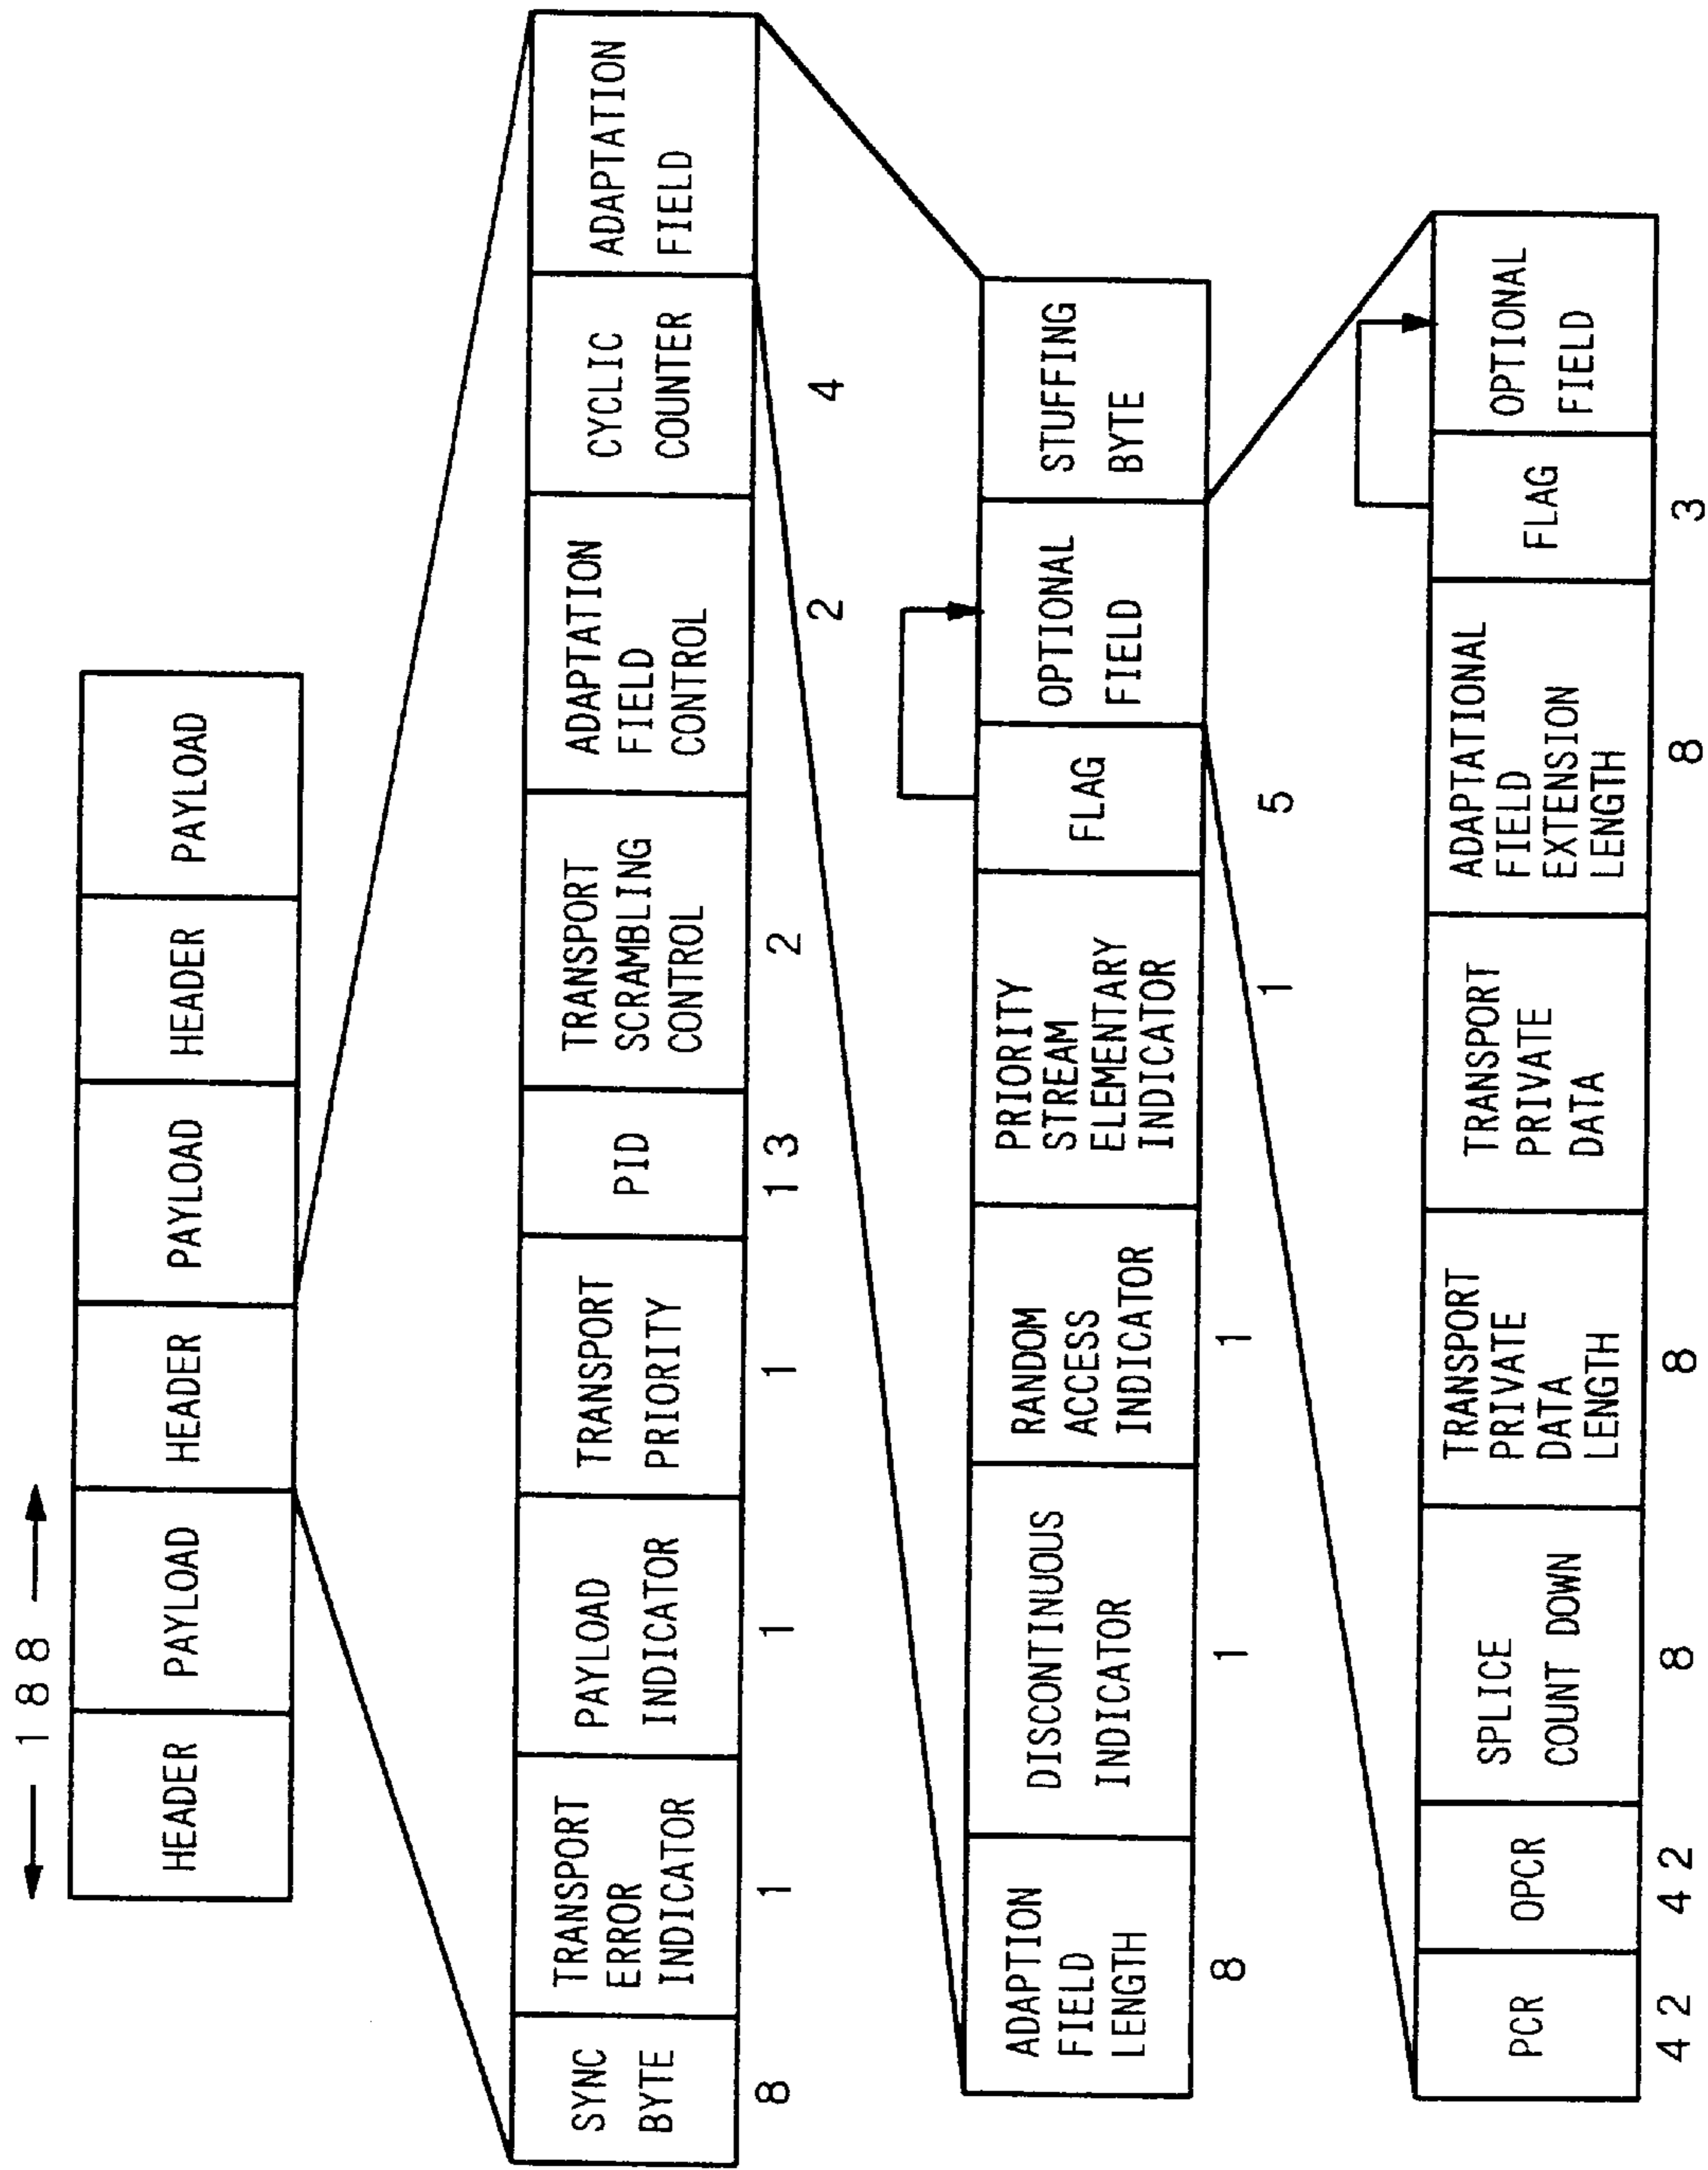 188
HEADER
PAYLOAD
HEADER
PAYLOAD
HEADER
PAYLOAD
SYNC
BYTE
TRANSPORT
ERROR
INDICATOR
PAYLOAD
INDICATOR
TRANSPORT
PRIORITY
PID
TRANSPORT
SCRAMBLING
CONTROL
ADAPTATION
FIELD
CONTROL
CYCLIC
COUNTER
ADAPTATION
FIELD
8
1
1
1
13
2
2
4
ADAPTION
FIELD
LENGTH
DISCONTINUOUS
INDICATOR
RANDOM
ACCESS
INDICATOR
PRIORITY
STREAM
ELEMENTARY
INDICATOR
FLAG
OPTIONAL
FIELD
STUFFING
BYTE
8
1
1
1
5
PCR
OPCR
SPLICE
COUNT DOWN
TRANSPORT
PRIVATE
DATA
LENGTH
TRANSPORT
PRIVATE
DATA
ADAPTATIONAL
FIELD
EXTENSION
LENGTH
FLAG
OPTIONAL
FIELD
42
42
8
8
8
3